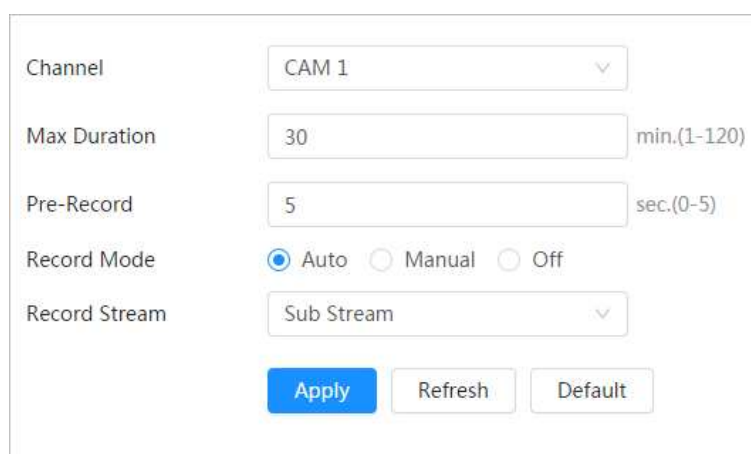 Channel CAM 1
Max Duration 30 min.(1-120)
Pre-Record 5 sec.(0-5)
Record Mode Auto Manual Off
Record Stream Sub Stream
Apply Refresh Default